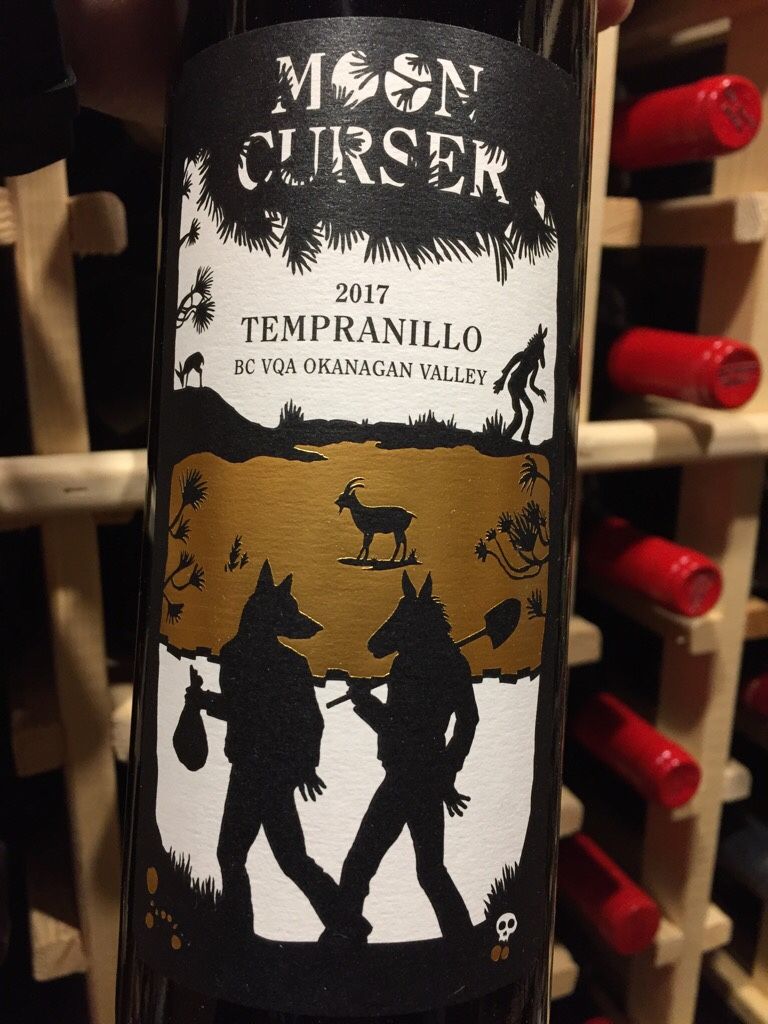 MOON
CURSER
2017
TEMPRANILLO
BC VQA OKANAGAN VALLEY